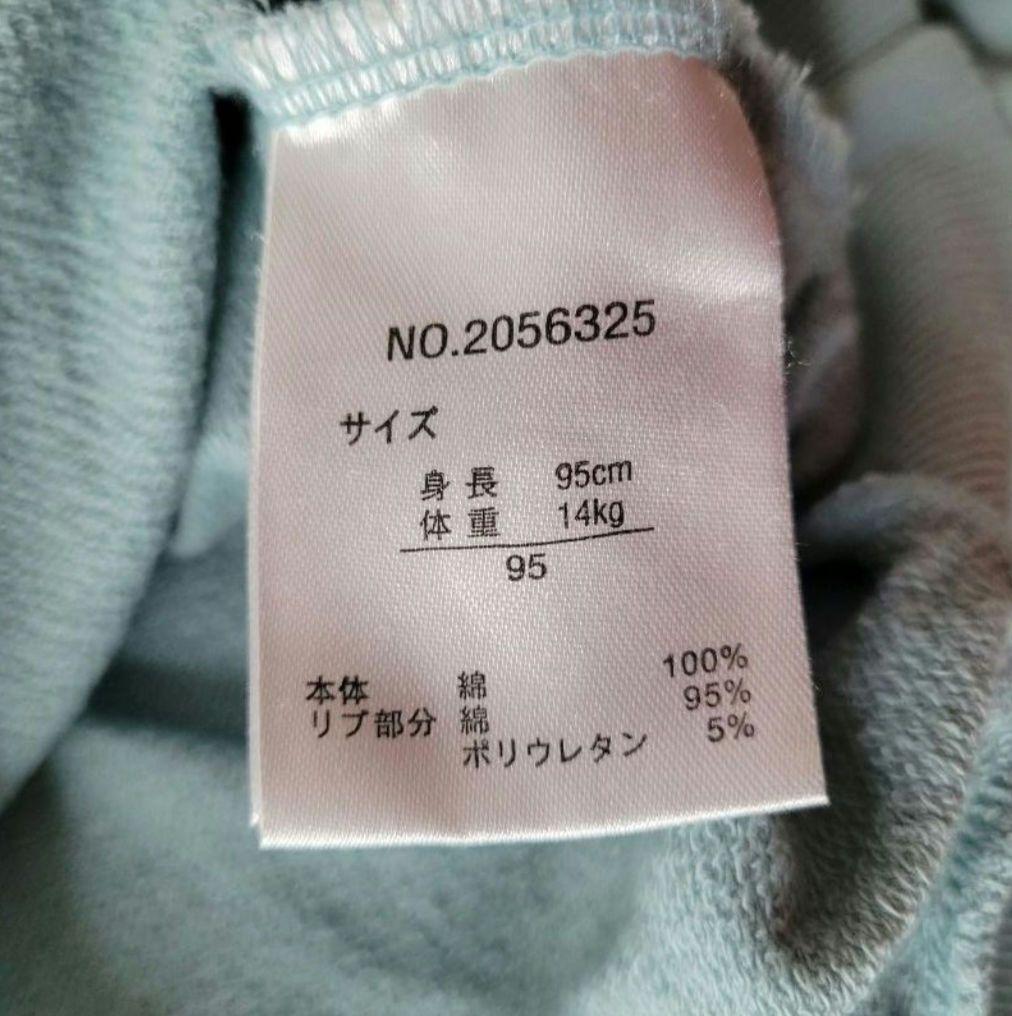 NO.2056325
サイズ
身長 95cm
体重 14kg
95
本体 綿 100%
リブ部分 綿 95%
ポリウレタン 5%